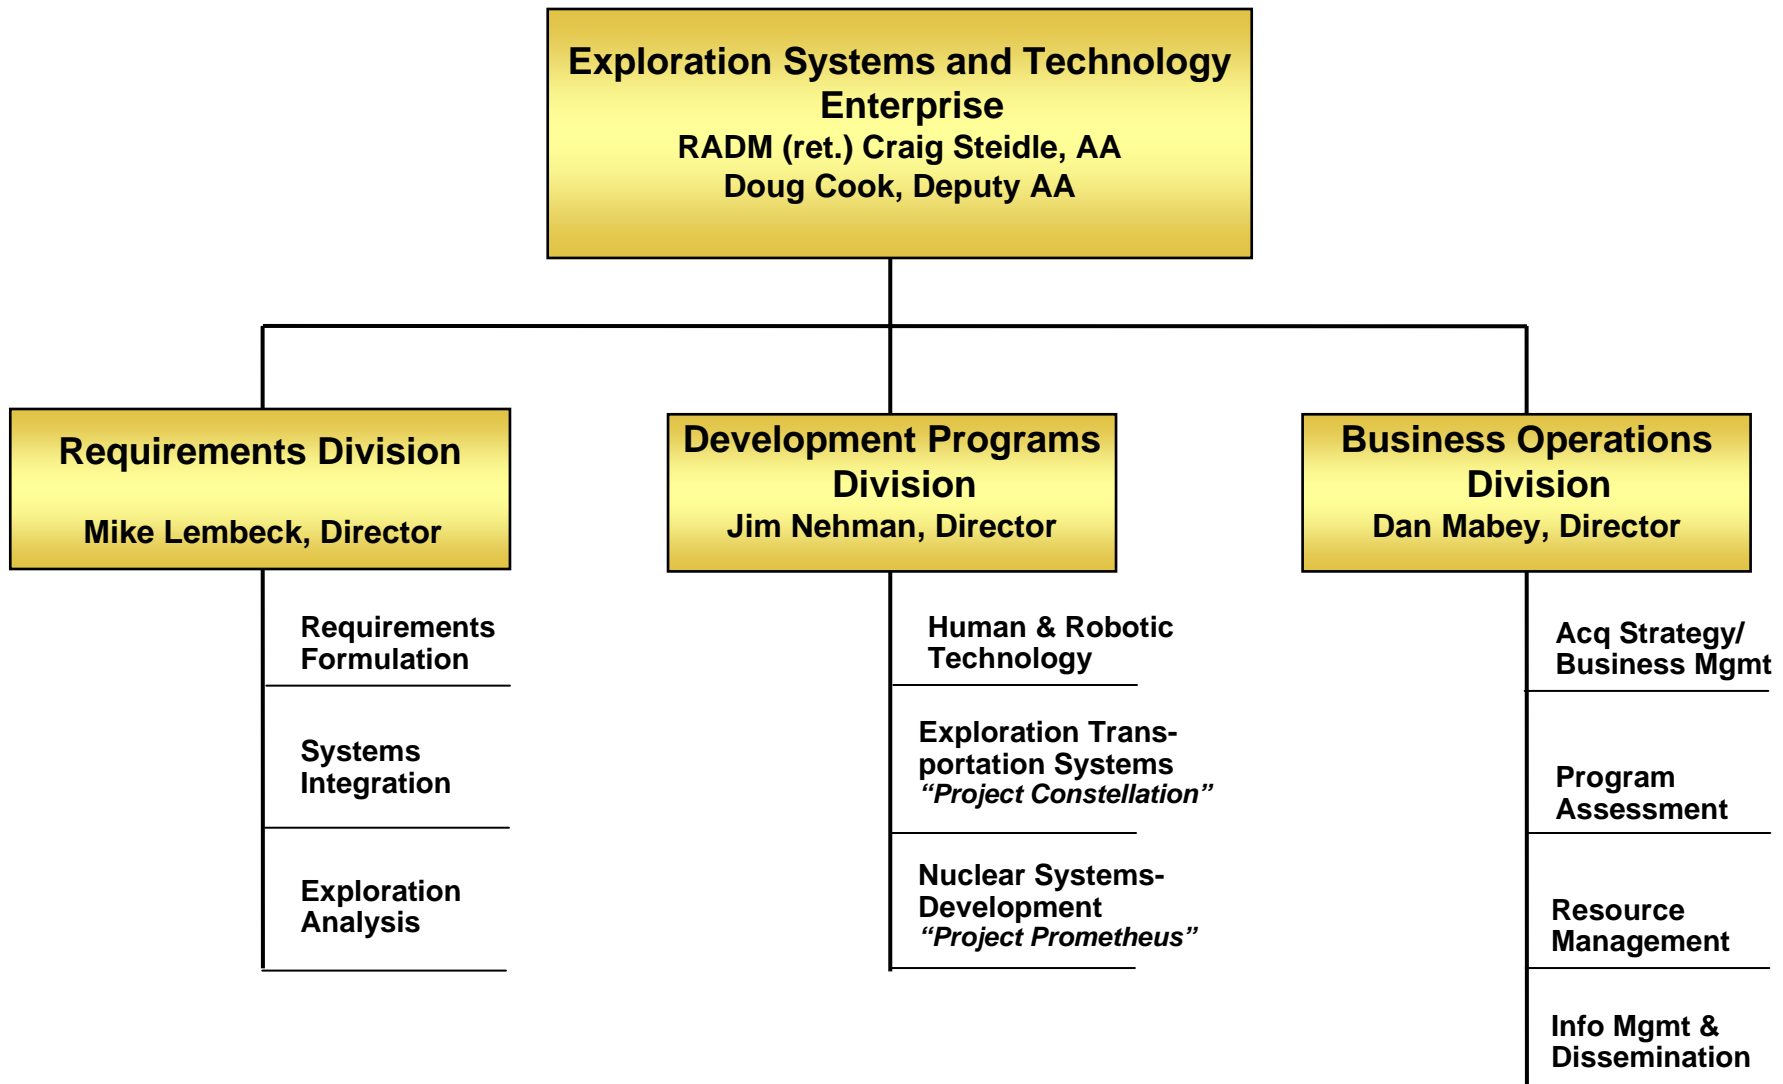 Exploration Systems and Technology
Enterprise
RADM (ret.) Craig Steidle, AA
Doug Cook, Deputy AA
Requirements Division
Mike Lembeck, Director
Requirements
Formulation
Systems
Integration
Exploration
Analysis
Development Programs
Division
Jim Nehman, Director
Human & Robotic
Technology
Exploration Trans-
portation Systems
“Project Constellation”
Nuclear Systems-
Development
“Project Prometheus”
Business Operations
Division
Dan Mabey, Director
Acq Strategy/
Business Mgmt
Program
Assessment
Resource
Management
Info Mgmt &
Dissemination